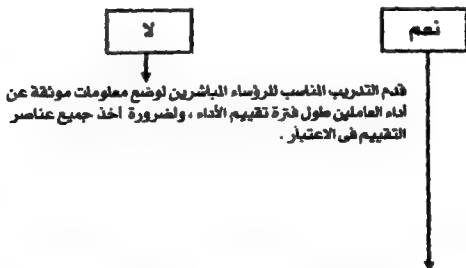 نعم
لا
قدم التدريب المناسب للرؤساء المباشرين لوضع معلومات موثقة عن
أداء العاملين طول فترة تقييم الأداء ، ولضرورة أخذ جميع عناصر
التقييم فى الاعتبار .